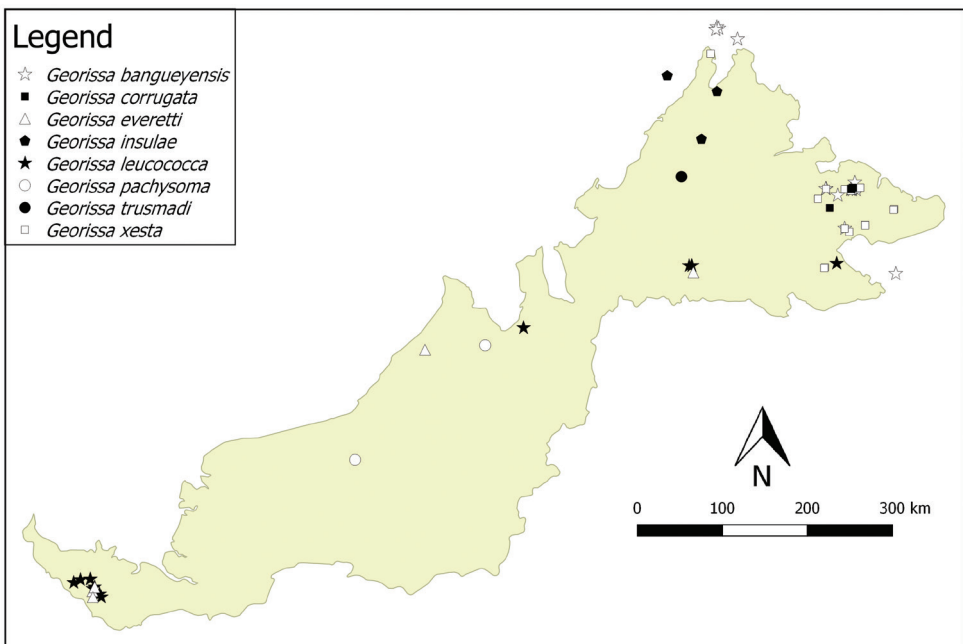 Legend
Georissa bangueyensis
Georissa corrugata
Georissa everetti
Georissa insulae
Georissa leucococca
Georissa pachysoma
Georissa trusmadi
Georissa xesta
N
0 100 200 300 km